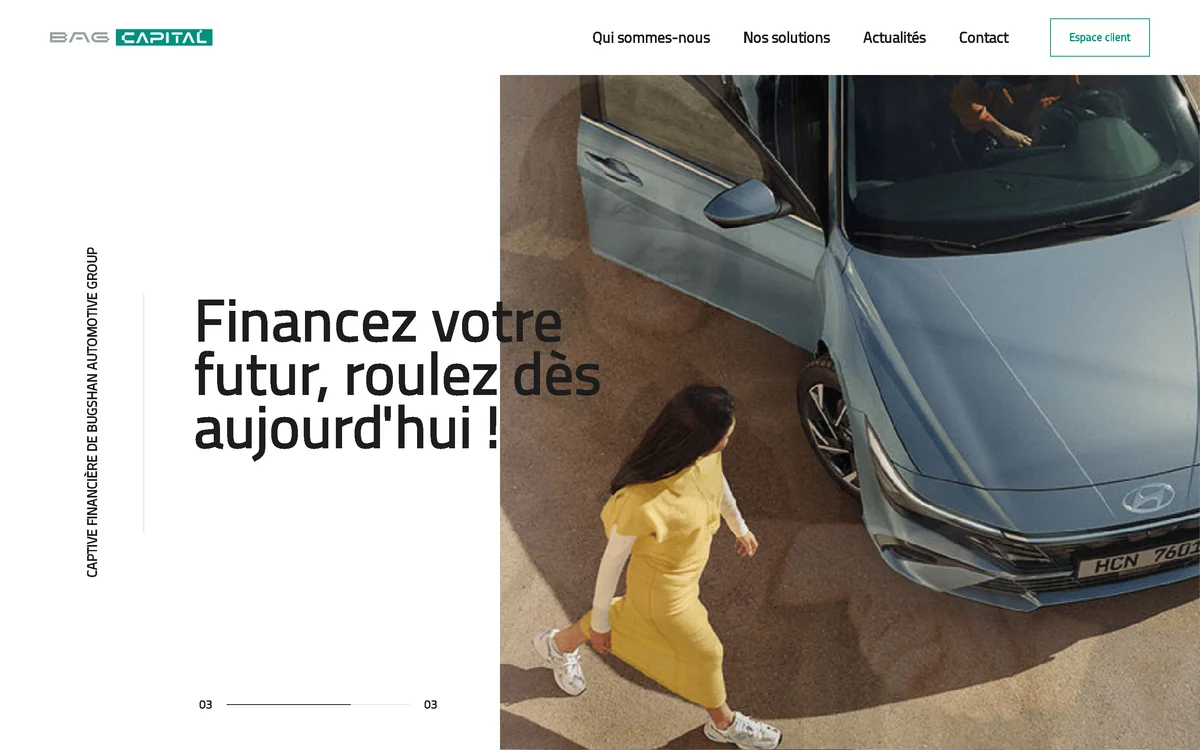 BAG CAPITAL
Qui sommes-nous
Nos solutions
Actualités
Contact
Espace client
CAPTIVE FINANCIÈRE DE BUGSHAN AUTOMOTIVE GROUP
Financez votre
futur, roulez dès
aujourd'hui !
HCN 7601
03
03